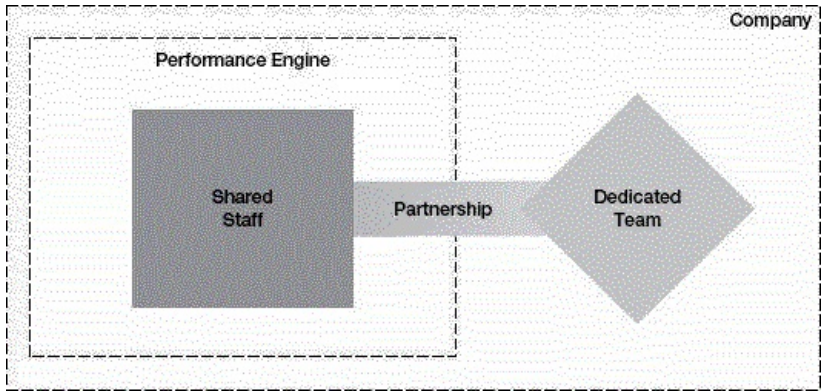 Company
Performance Engine
Shared
Staff
Partnership
Dedicated
Team